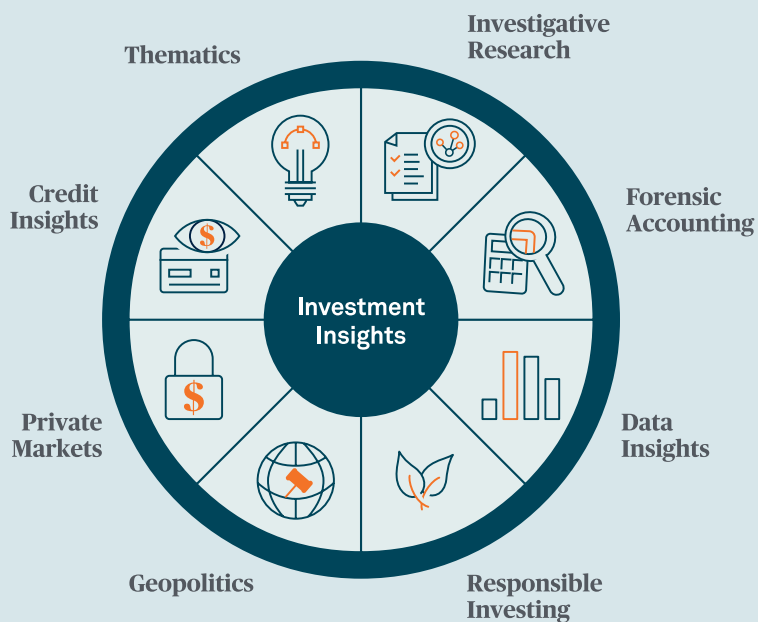 Thematics
Investigative
Research
Credit
Insights
$
Forensic
Accounting
Investment
Insights
Private
Markets
$
Data
Insights
Geopolitics
Responsible
Investing